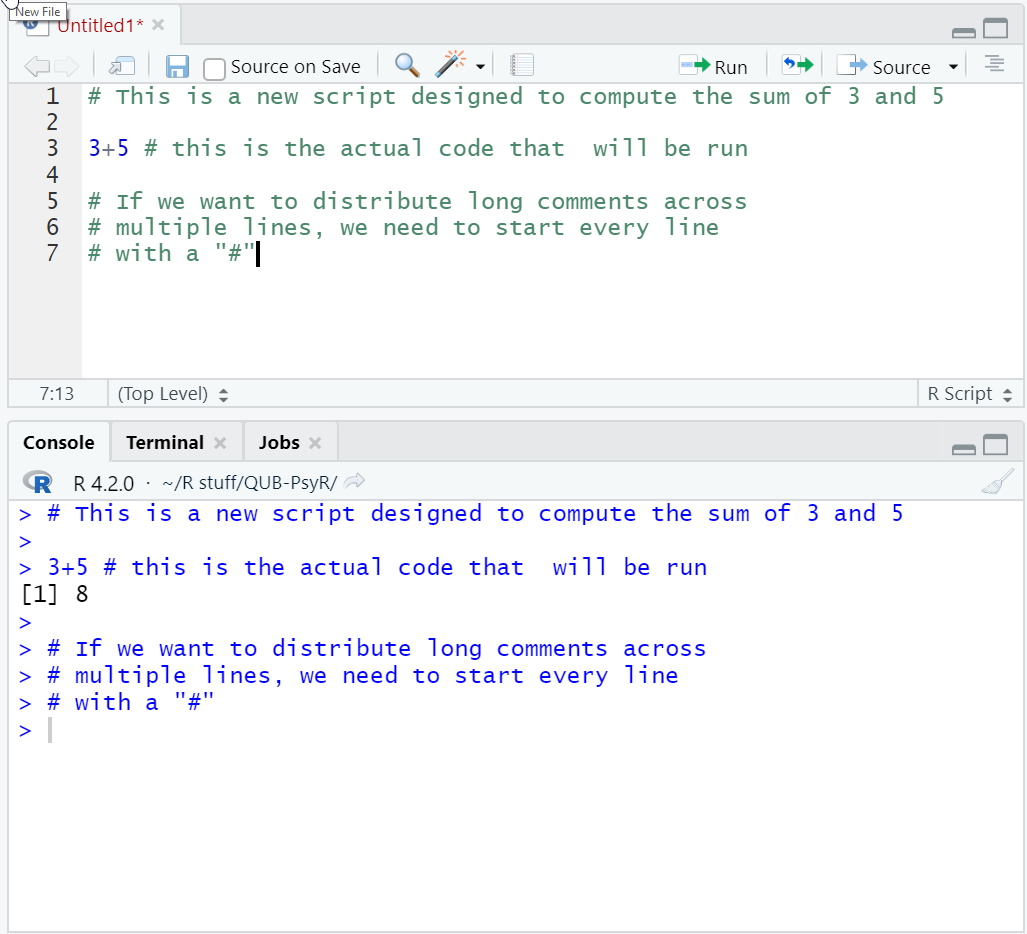 New File
Untitled1*
Source on Save
Run
Source
1 # This is a new script designed to compute the sum of 3 and 5
2
3 3+5 # this is the actual code that  will be run
4
5 # If we want to distribute long comments across
6 # multiple lines, we need to start every line
7 # with a "#"
7:13 (Top Level) R Script
Console Terminal Jobs
R R 4.2.0 · ~/R stuff/QUB-PsyR/
> # This is a new script designed to compute the sum of 3 and 5
>
> 3+5 # this is the actual code that  will be run
[1] 8
>
> # If we want to distribute long comments across
> # multiple lines, we need to start every line
> # with a "#"
>